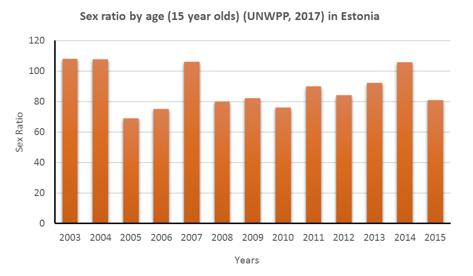 Sex ratio by age (15 year olds) (UNWPP, 2017) in Estonia
120
100
80
60
40
20
0
Sex Ratio
2003 2004 2005 2006 2007 2008 2009 2010 2011 2012 2013 2014 2015
Years